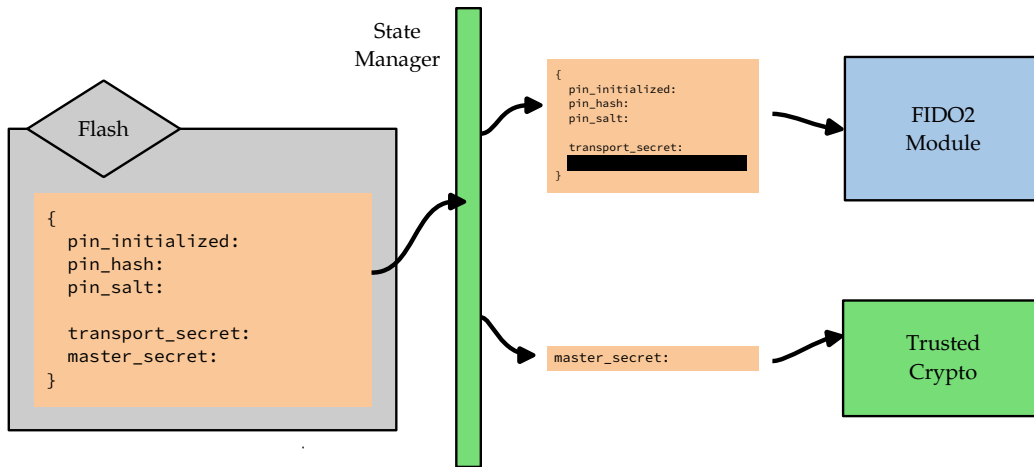 State
Manager
Flash
{
pin_initialized:
pin_hash:
pin_salt:
transport_secret:
master_secret:
}
{
pin_initialized:
pin_hash:
pin_salt:
transport_secret:
}
FIDO2
Module
master_secret:
Trusted
Crypto